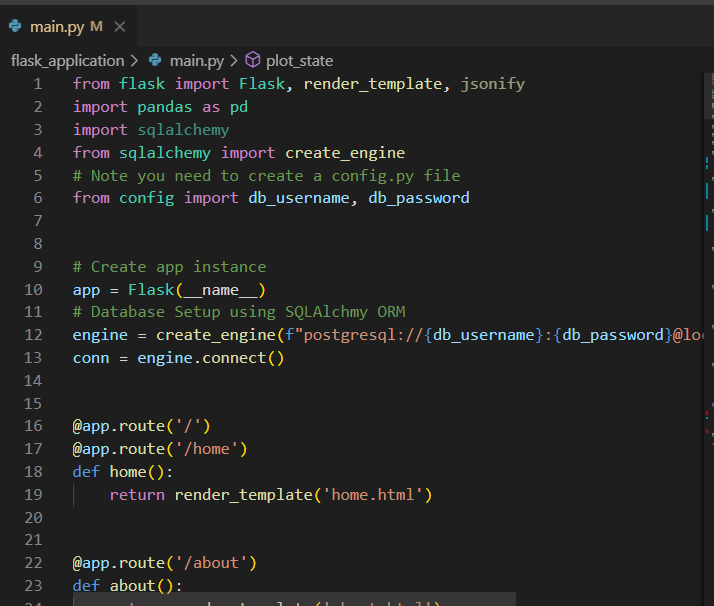 main.py M
flask_application > main.py > plot_state
1 from flask import Flask, render_template, jsonify
2 import pandas as pd
3 import sqlalchemy
4 from sqlalchemy import create_engine
5 # Note you need to create a config.py file
6 from config import db_username, db_password
7
8
9 # Create app instance
10 app = Flask(__name__)
11 # Database Setup using SQLAlchmy ORM
12 engine = create_engine(f"postgresql://{db_username}:{db_password}@lo
13 conn = engine.connect()
14
15
16 @app.route('/')
17 @app.route('/home')
18 def home():
19     return render_template('home.html')
20
21
22 @app.route('/about')
23 def about():